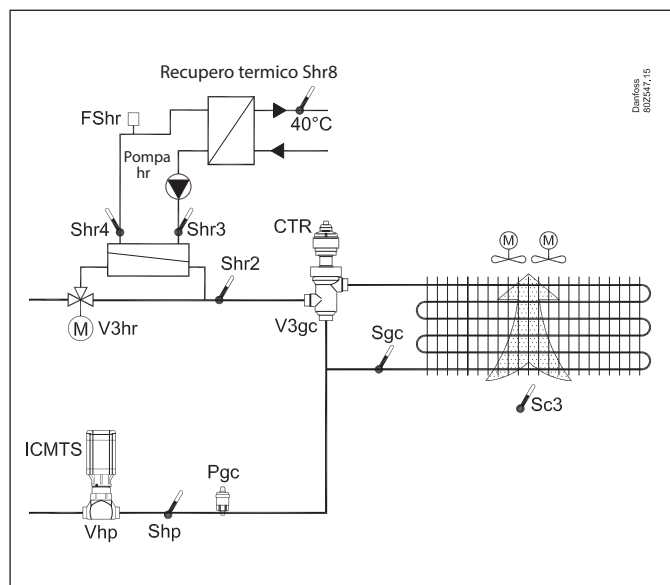 Recupero termico Shr8
Danfoss
80Z547.15
FShr
40°C
Pompa
hr
Shr4
Shr3
CTR
Shr2
M
M
M
V3hr
V3gc
Sgc
Sc3
ICMTS
Pgc
Vhp
Shp